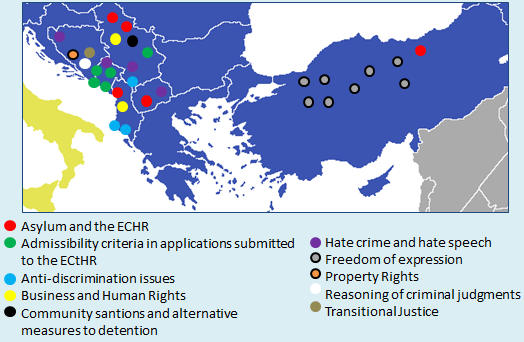 Asylum and the ECHR
Admissibility criteria in applications submitted
to the ECtHR
Anti-discrimination issues
Business and Human Rights
Community santions and alternative
measures to detention
Hate crime and hate speech
Freedom of expression
Property Rights
Reasoning of criminal judgments
Transitional Justice